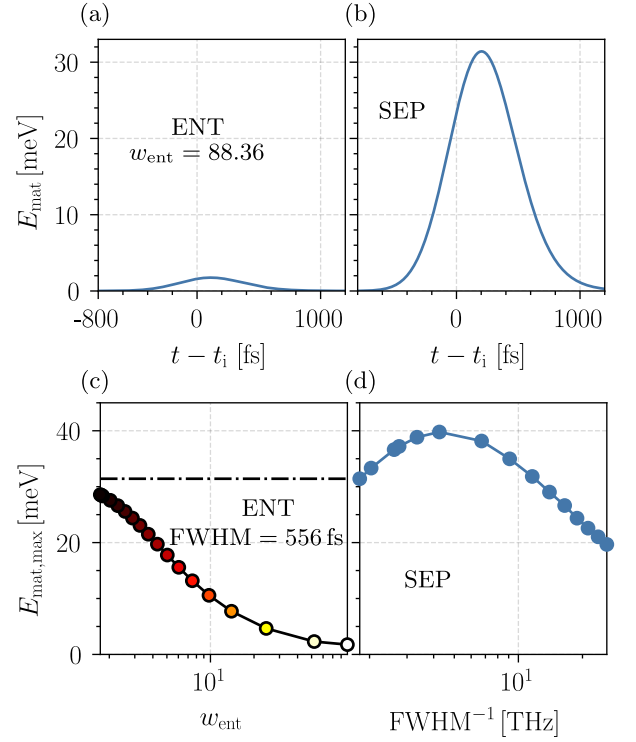 (a)
(b)
E_mat [meV]
30
20
10
0
ENT
w_ent = 88.36
SEP
-800
0
1000
0
1000
t − t_i [fs]
t − t_i [fs]
(c)
(d)
E_mat,max [meV]
40
20
0
ENT
FWHM = 556 fs
SEP
10^1
10^1
w_ent
FWHM^−1 [THz]